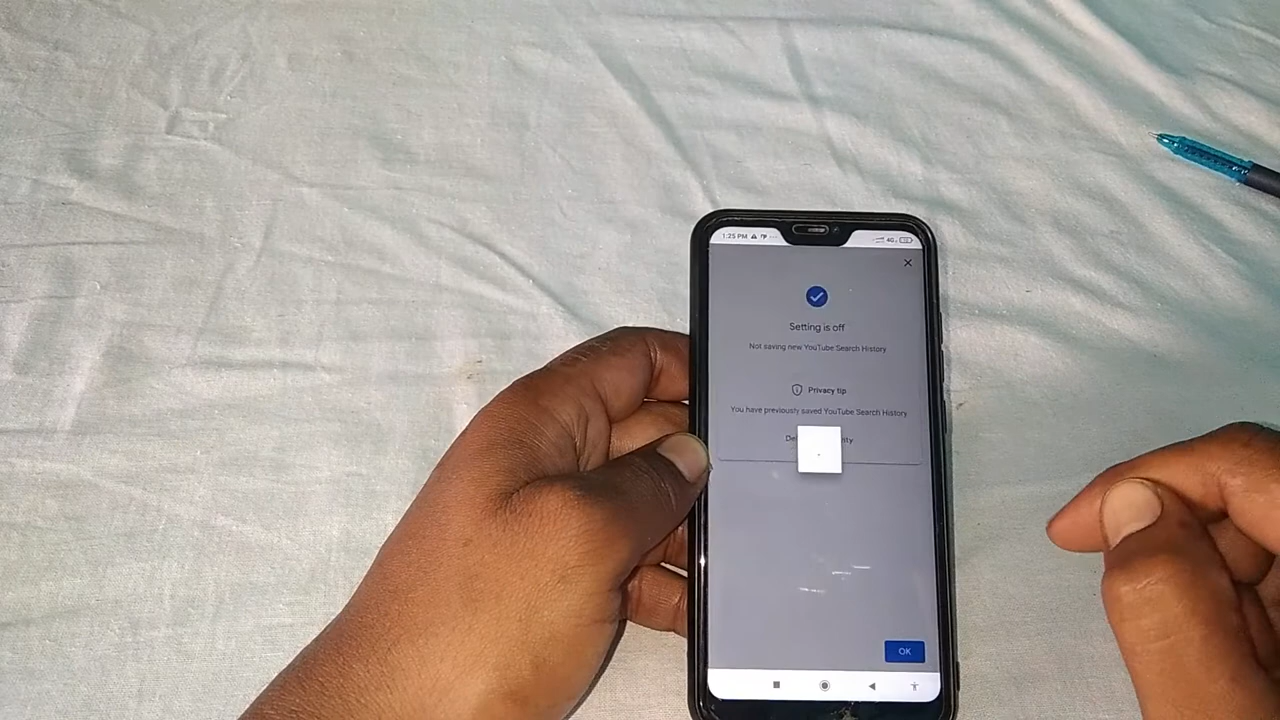 1:25 PM
4G
Setting is off
Not saving new YouTube Search History
Privacy tip
You have previously saved YouTube Search History
OK